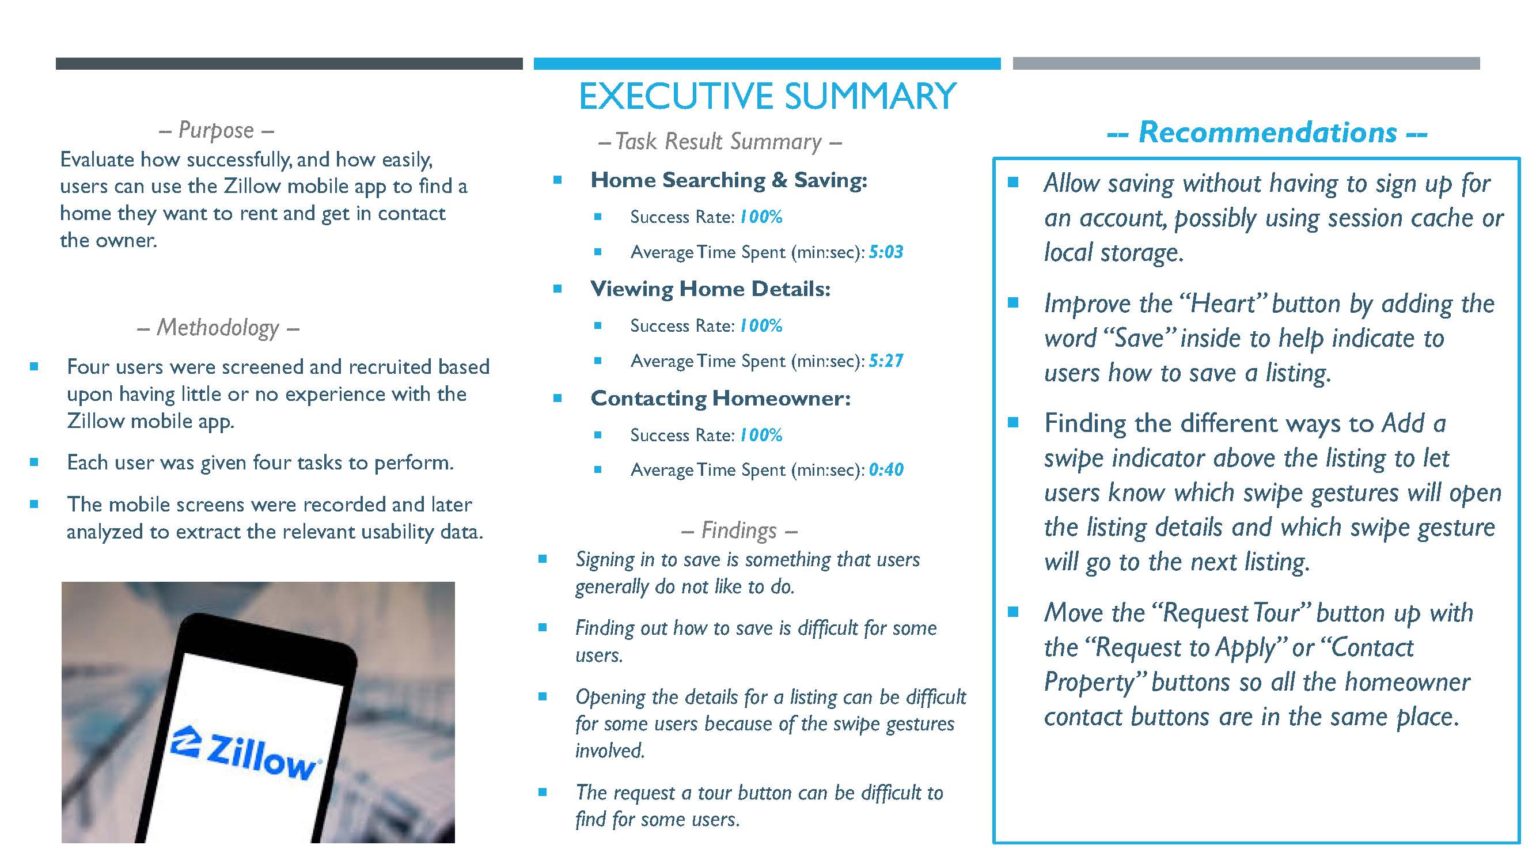 EXECUTIVE SUMMARY
– Purpose –
Evaluate how successfully, and how easily,
users can use the Zillow mobile app to find a
home they want to rent and get in contact
the owner.
– Methodology –
Four users were screened and recruited based
upon having little or no experience with the
Zillow mobile app.
Each user was given four tasks to perform.
The mobile screens were recorded and later
analyzed to extract the relevant usability data.
Zillow
– Task Result Summary –
Home Searching & Saving:
Success Rate: 100%
Average Time Spent (min:sec): 5:03
Viewing Home Details:
Success Rate: 100%
Average Time Spent (min:sec): 5:27
Contacting Homeowner:
Success Rate: 100%
Average Time Spent (min:sec): 0:40
– Findings –
Signing in to save is something that users
generally do not like to do.
Finding out how to save is difficult for some
users.
Opening the details for a listing can be difficult
for some users because of the swipe gestures
involved.
The request a tour button can be difficult to
find for some users.
-- Recommendations --
Allow saving without having to sign up for
an account, possibly using session cache or
local storage.
Improve the “Heart” button by adding the
word “Save” inside to help indicate to
users how to save a listing.
Finding the different ways to Add a
swipe indicator above the listing to let
users know which swipe gestures will open
the listing details and which swipe gesture
will go to the next listing.
Move the “Request Tour” button up with
the “Request to Apply” or “Contact
Property” buttons so all the homeowner
contact buttons are in the same place.